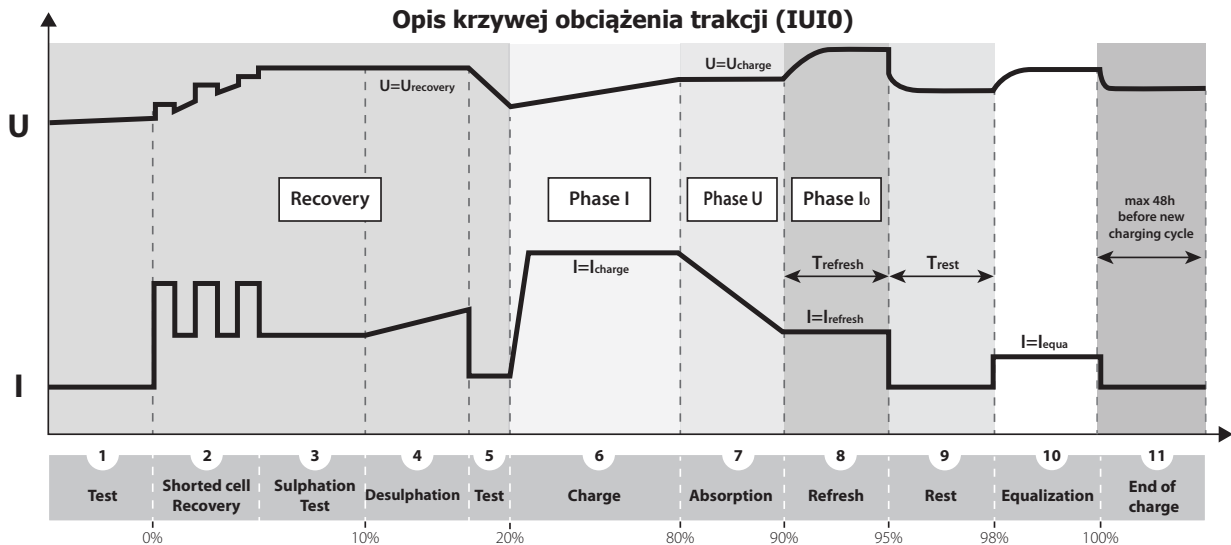 Opis krzywej obciążenia trakcji (IUI0)
U
U=Urecovery
U=Ucharge
Recovery
Phase I
Phase U
Phase I0
max 48h
before new
charging cycle
Trefresh
Trest
I=Icharge
I=Irefresh
I=Iequa
I
1
2
3
4
5
6
7
8
9
10
11
Test
Shorted cell
Recovery
Sulphation
Test
Desulphation
Test
Charge
Absorption
Refresh
Rest
Equalization
End of
charge
0%
10%
20%
80%
90%
95%
98%
100%